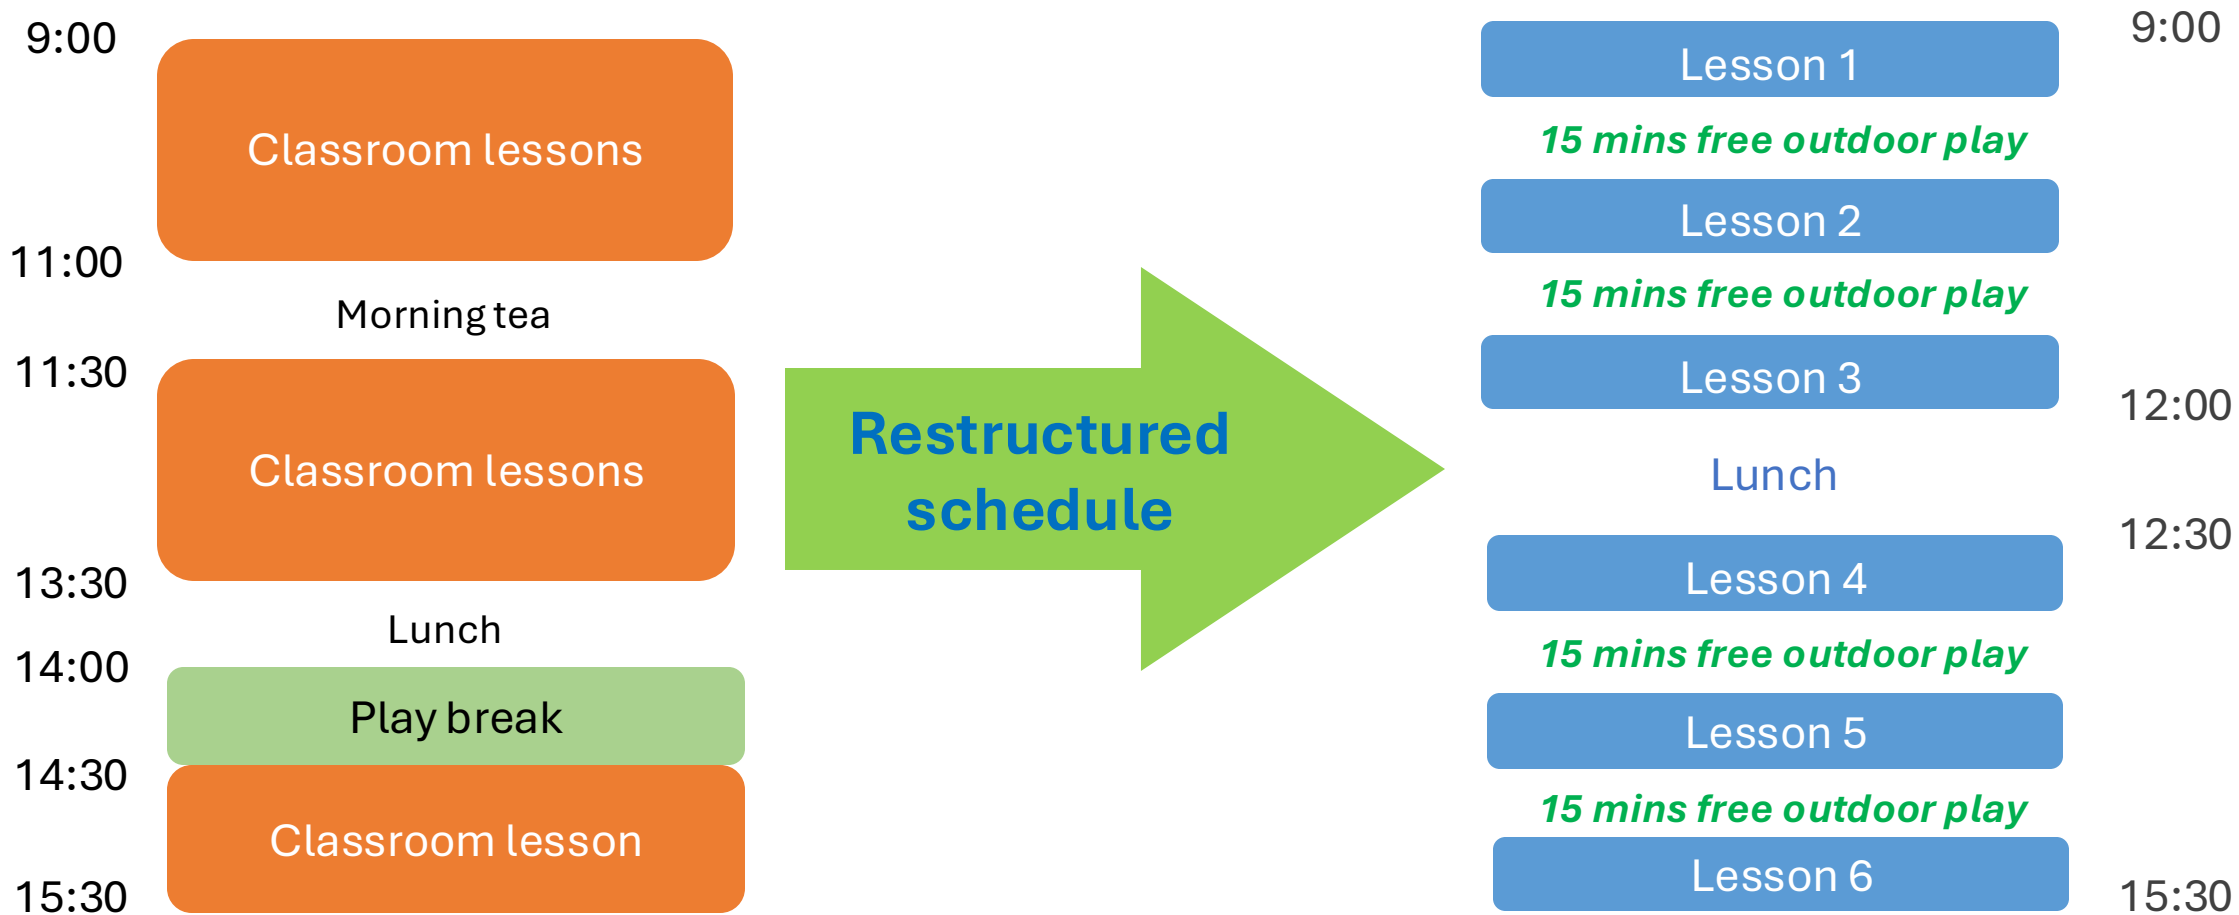 9:00
Classroom lessons
11:00
Morning tea
11:30
Classroom lessons
13:30
Lunch
14:00
Play break
14:30
Classroom lesson
15:30
Restructured
schedule
9:00
Lesson 1
15 mins free outdoor play
Lesson 2
15 mins free outdoor play
Lesson 3
12:00
Lunch
12:30
Lesson 4
15 mins free outdoor play
Lesson 5
15 mins free outdoor play
Lesson 6
15:30